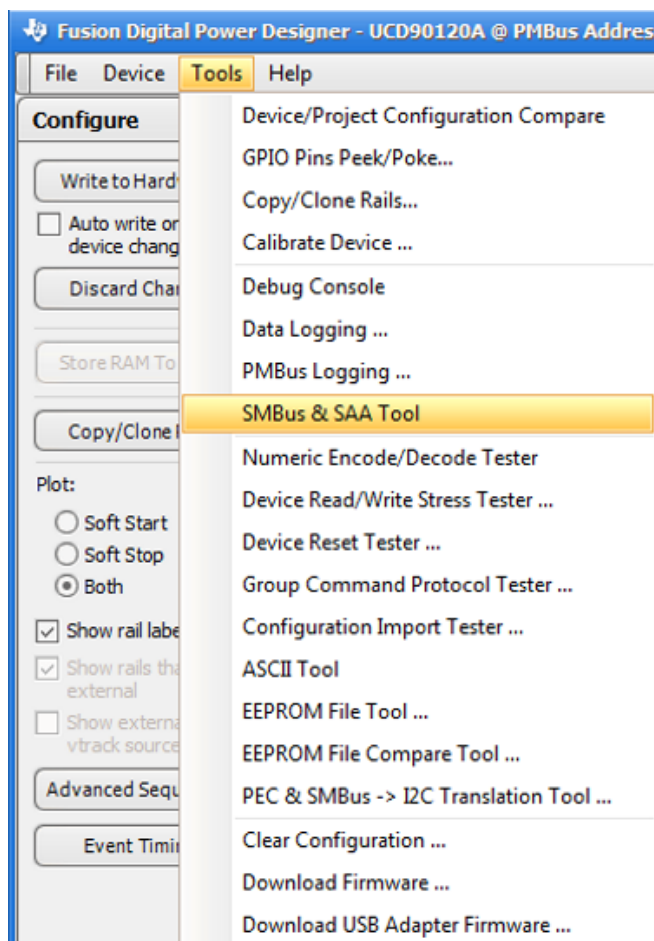 Fusion Digital Power Designer - UCD90120A @ PMBus Addres
File Device Tools Help
Configure
Write to Hard
Auto write or
device chang
Discard Char
Store RAM To
Copy/Clone
Plot:
Soft Start
Soft Stop
Both
Show rail labe
Show rails tha
external
Show externa
vtrack source
Advanced Sequ
Event Timi
Device/Project Configuration Compare
GPIO Pins Peek/Poke...
Copy/Clone Rails...
Calibrate Device ...
Debug Console
Data Logging ...
PMBus Logging ...
SMBus & SAA Tool
Numeric Encode/Decode Tester
Device Read/Write Stress Tester ...
Device Reset Tester ...
Group Command Protocol Tester ...
Configuration Import Tester ...
ASCII Tool
EEPROM File Tool ...
EEPROM File Compare Tool ...
PEC & SMBus -> I2C Translation Tool ...
Clear Configuration ...
Download Firmware ...
Download USB Adapter Firmware ...